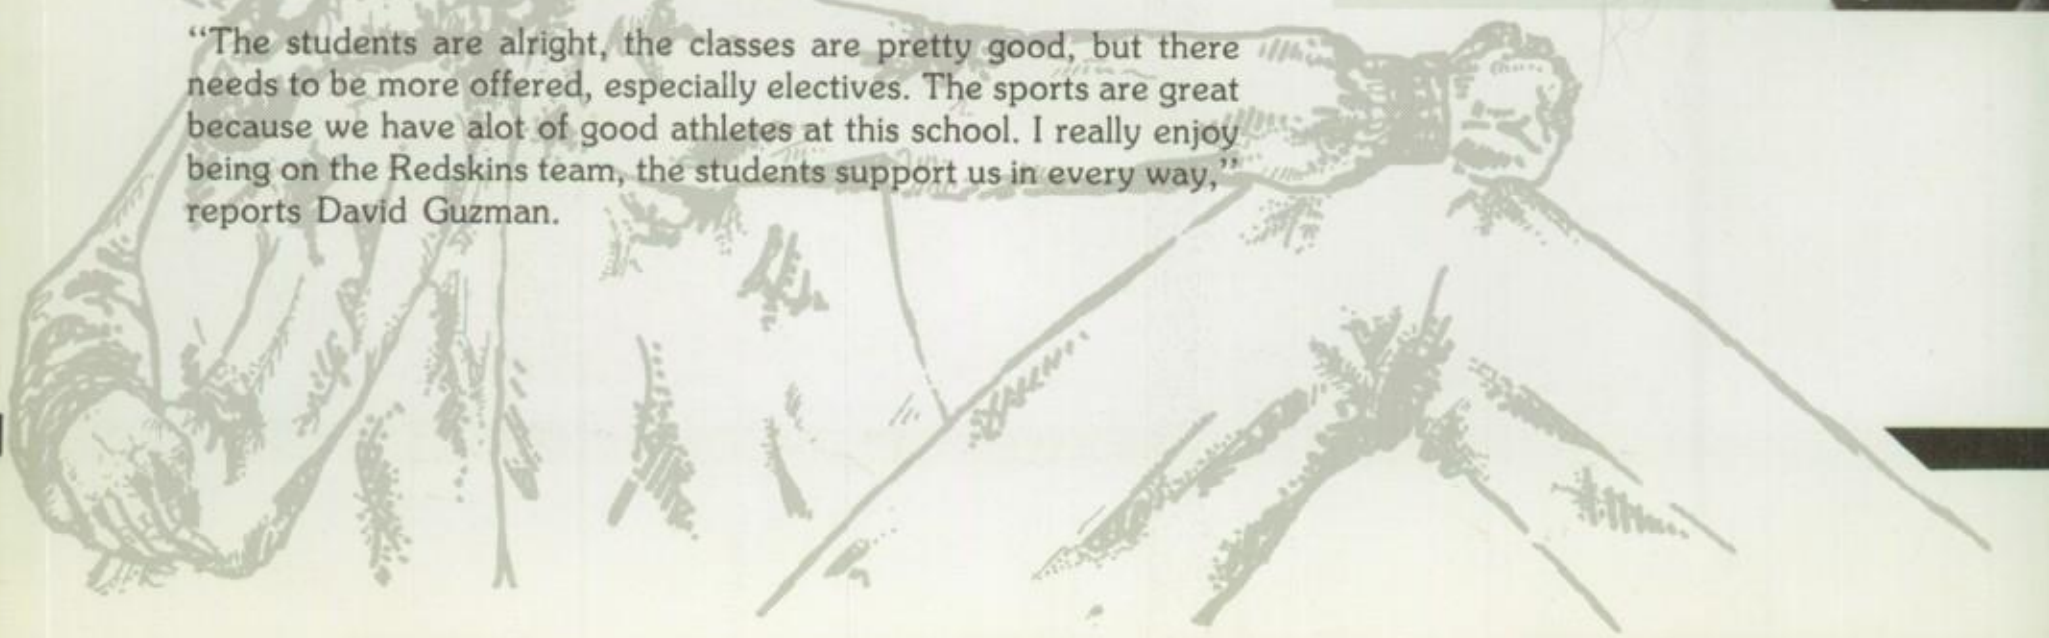 “The students are alright, the classes are pretty good, but there
needs to be more offered, especially electives. The sports are great
because we have alot of good athletes at this school. I really enjoy
being on the Redskins team, the students support us in every way,”
reports David Guzman.